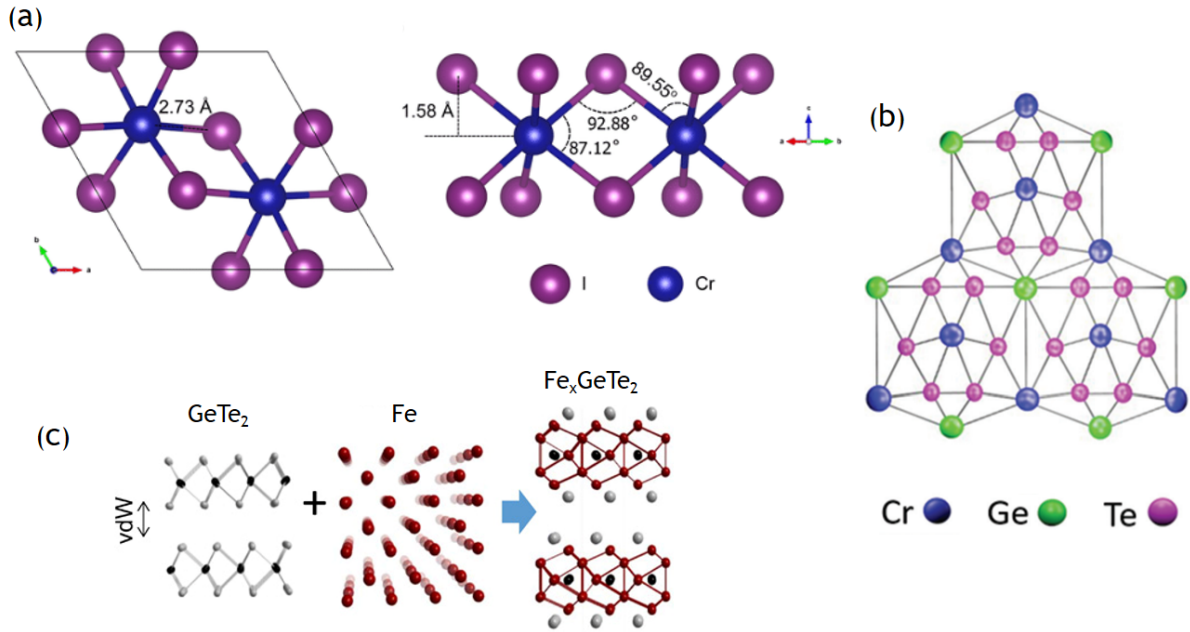 (a)
2.73 Å
b
a
1.58 Å
89.55°
92.88°
87.12°
c
a
b
I
Cr
(b)
Cr
Ge
Te
(c)
GeTe₂
Fe
FeₓGeTe₂
vdW
+